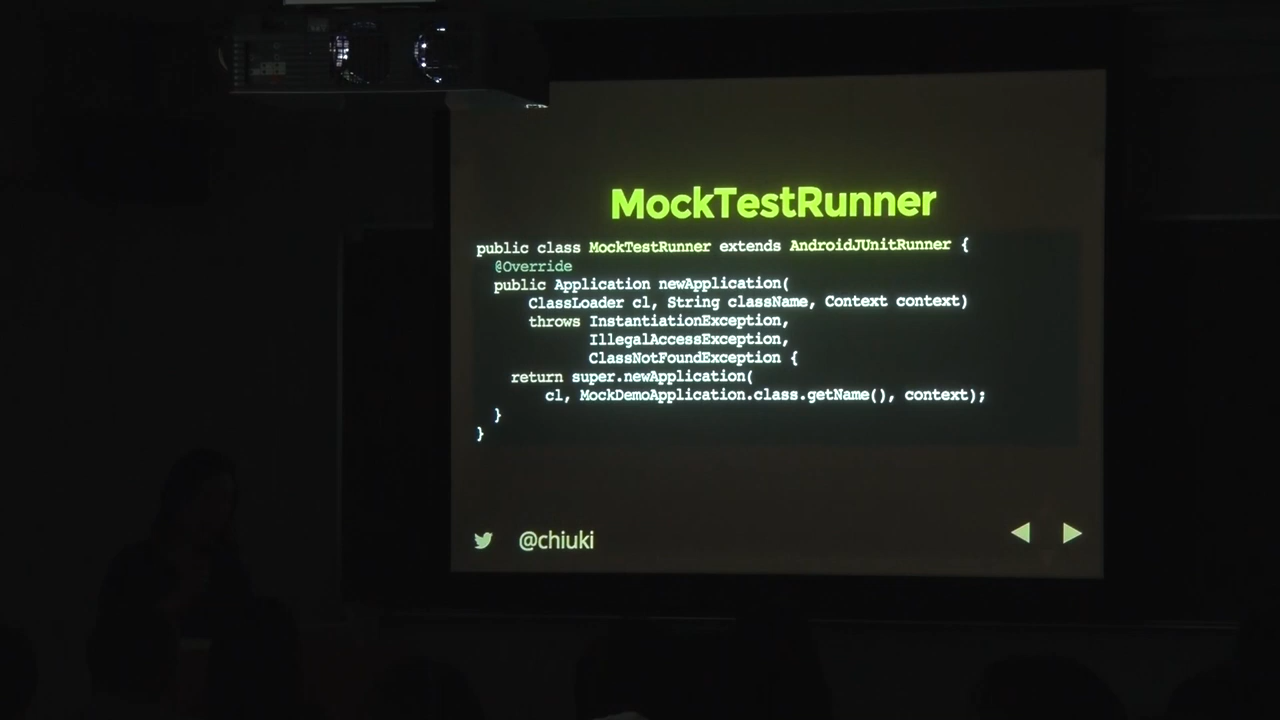 MockTestRunner
public class MockTestRunner extends AndroidJUnitRunner {
@Override
public Application newApplication(
ClassLoader cl, String className, Context context)
throws InstantiationException,
IllegalAccessException,
ClassNotFoundException {
return super.newApplication(
cl, MockDemoApplication.class.getName(), context);
}
}
@chiuki